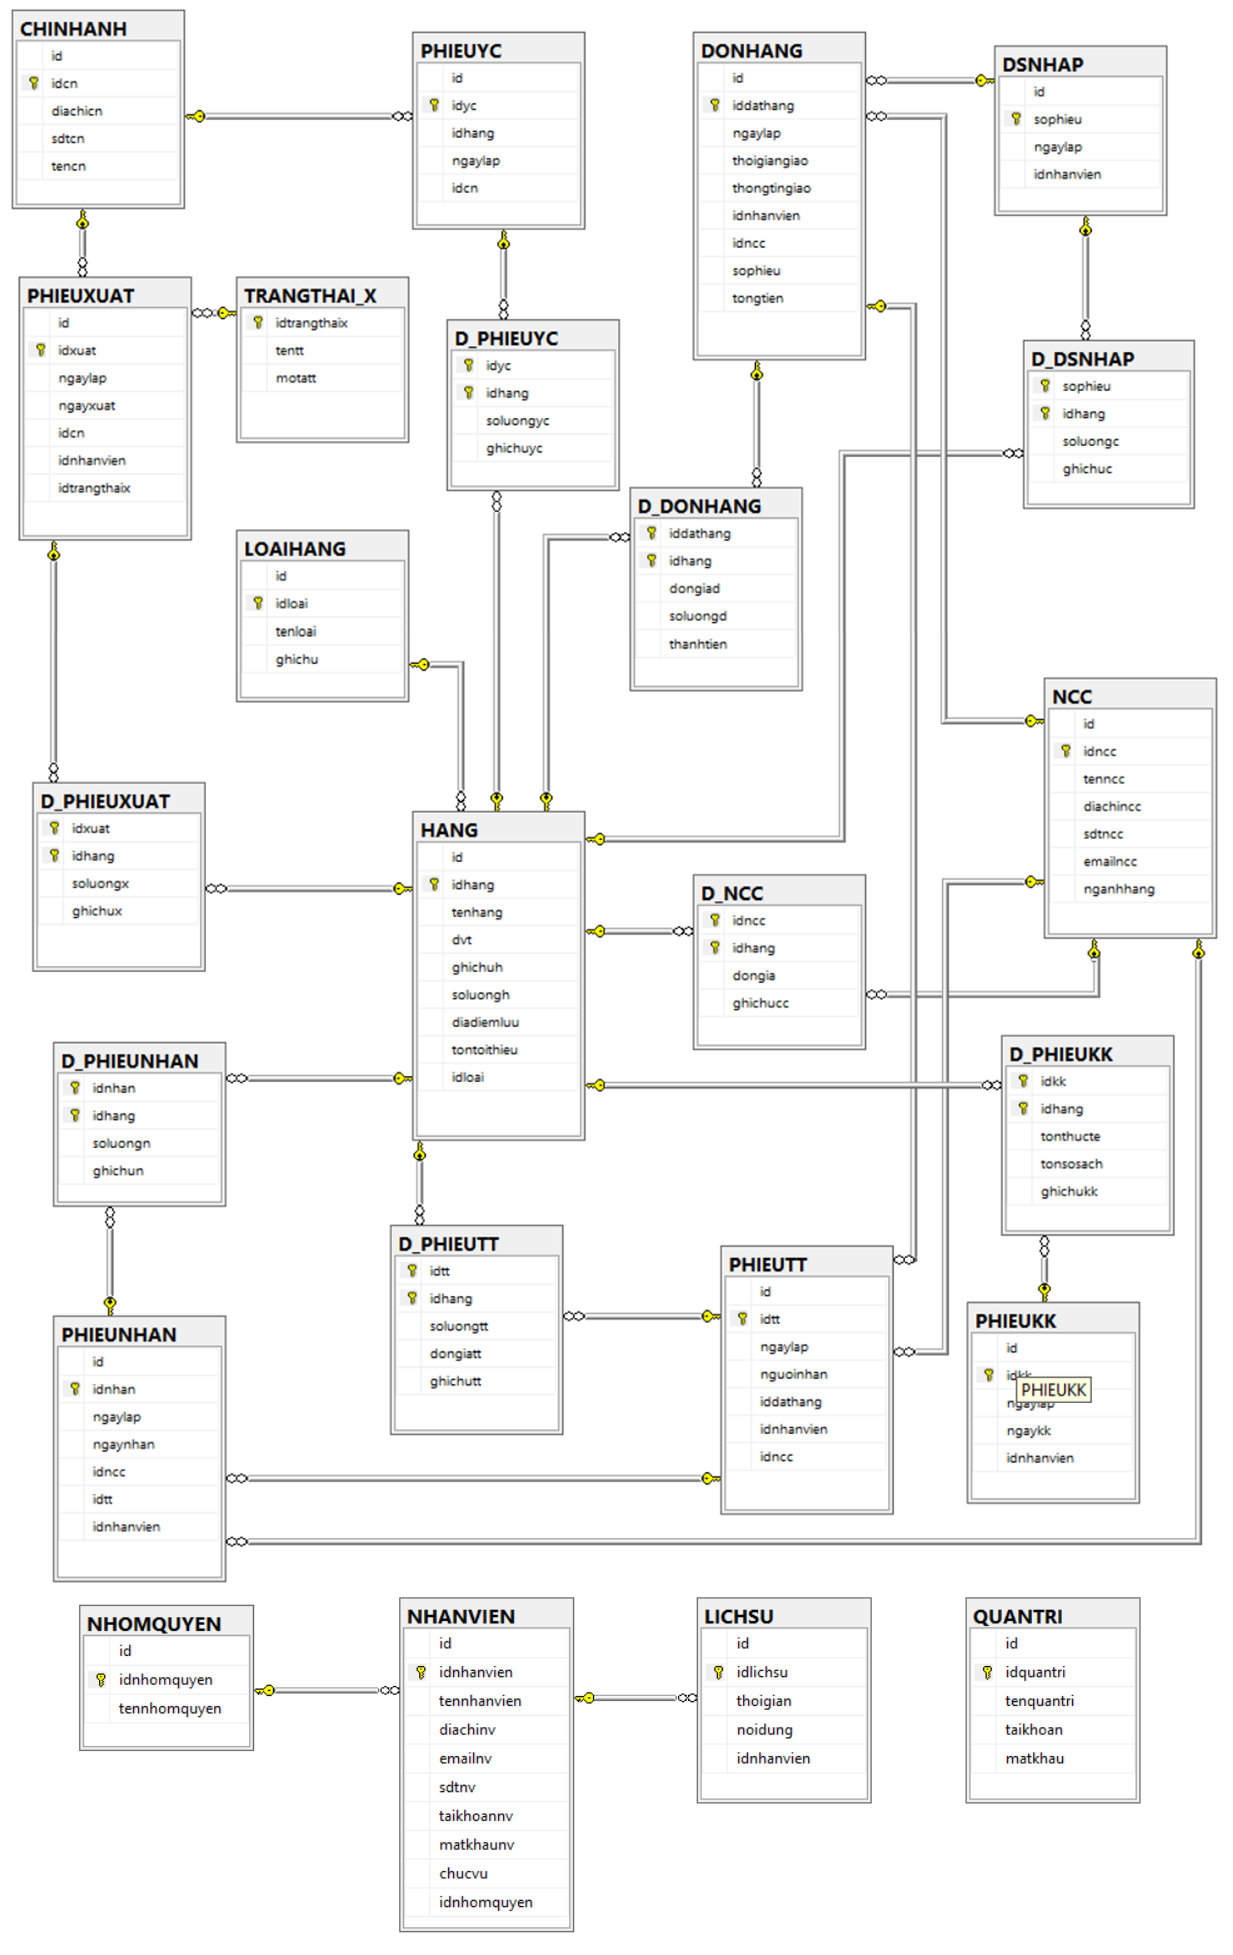 CHINHANH
id
idcn
diachicn
sdtcn
tencn
PHIEUYC
id
idyc
idhang
ngaylap
idcn
DONHANG
id
iddathang
ngaylap
thoigiangiao
thongtingiao
idnhanvien
idncc
sophieu
tongtien
DSNHAP
id
sophieu
ngaylap
idnhanvien
PHIEUXUAT
id
idxuat
ngaylap
ngayxuat
idcn
idnhanvien
idtrangthaix
TRANGTHAI_X
idtrangthaix
tentt
motatt
D_PHIEUYC
idyc
idhang
soluongyc
ghichuyc
D_DSNHAP
sophieu
idhang
soluongc
ghichuc
LOAIHANG
id
idloai
tenloai
ghichu
D_DONHANG
iddathang
idhang
dongiad
soluongd
thanhtien
NCC
id
idncc
tenncc
diachincc
sdtncc
emailncc
nganhhang
D_PHIEUXUAT
idxuat
idhang
soluongx
ghichux
HANG
id
idhang
tenhang
dvt
ghichuh
soluongh
diadiemluu
tontoithieu
idloai
D_NCC
idncc
idhang
dongia
ghichucc
D_PHIEUNHAN
idnhan
idhang
soluongn
ghichun
D_PHIEUKK
idkk
idhang
tonthucte
tonsosach
ghichukk
D_PHIEUTT
idtt
idhang
soluongtt
dongiatt
ghichutt
PHIEUTT
id
idtt
ngaylap
nguoinhan
iddathang
idnhanvien
idncc
PHIEUKK
id
idkk
PHIEUKK
ngaylap
ngaykk
idnhanvien
PHIEUNHAN
id
idnhan
ngaylap
ngaynhan
idncc
idtt
idnhanvien
NHOMQUYEN
id
idnhomquyen
tennhomquyen
NHANVIEN
id
idnhanvien
tennhanvien
diachinv
emailnv
sdtnv
taikhoannv
matkhaunv
chucvu
idnhomquyen
LICHSU
id
idlichsu
thoigian
noidung
idnhanvien
QUANTRI
id
idquantri
tenquantri
taikhoan
matkhau